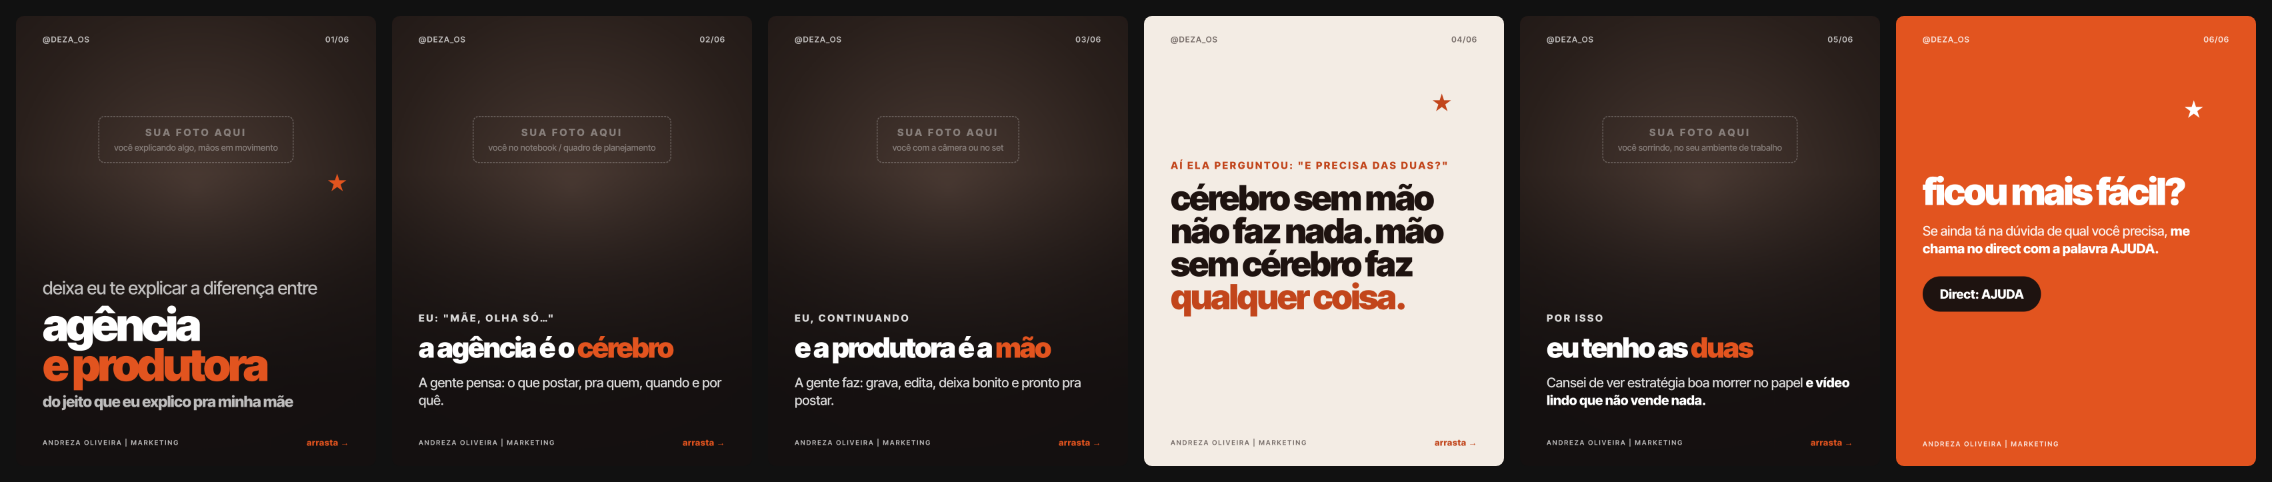 @DEZA_OS
01/06
SUA FOTO AQUI
você explicando algo, mãos em movimento
deixa eu te explicar a diferença entre
agência
e produtora
do jeito que eu explico pra minha mãe
ANDREZA OLIVEIRA | MARKETING
arrasta →
@DEZA_OS
02/06
SUA FOTO AQUI
você no notebook / quadro de planejamento
EU: "MÃE, OLHA SÓ…"
a agência é o cérebro
A gente pensa: o que postar, pra quem, quando e por
quê.
ANDREZA OLIVEIRA | MARKETING
arrasta →
@DEZA_OS
03/06
SUA FOTO AQUI
você com a câmera ou no set
EU, CONTINUANDO
e a produtora é a mão
A gente faz: grava, edita, deixa bonito e pronto pra
postar.
ANDREZA OLIVEIRA | MARKETING
arrasta →
@DEZA_OS
04/06
AÍ ELA PERGUNTOU: "E PRECISA DAS DUAS?"
cérebro sem mão
não faz nada. mão
sem cérebro faz
qualquer coisa.
ANDREZA OLIVEIRA | MARKETING
arrasta →
@DEZA_OS
05/06
SUA FOTO AQUI
você sorrindo, no seu ambiente de trabalho
POR ISSO
eu tenho as duas
Cansei de ver estratégia boa morrer no papel e vídeo
lindo que não vende nada.
ANDREZA OLIVEIRA | MARKETING
arrasta →
@DEZA_OS
06/06
ficou mais fácil?
Se ainda tá na dúvida de qual você precisa, me
chama no direct com a palavra AJUDA.
Direct: AJUDA
ANDREZA OLIVEIRA | MARKETING